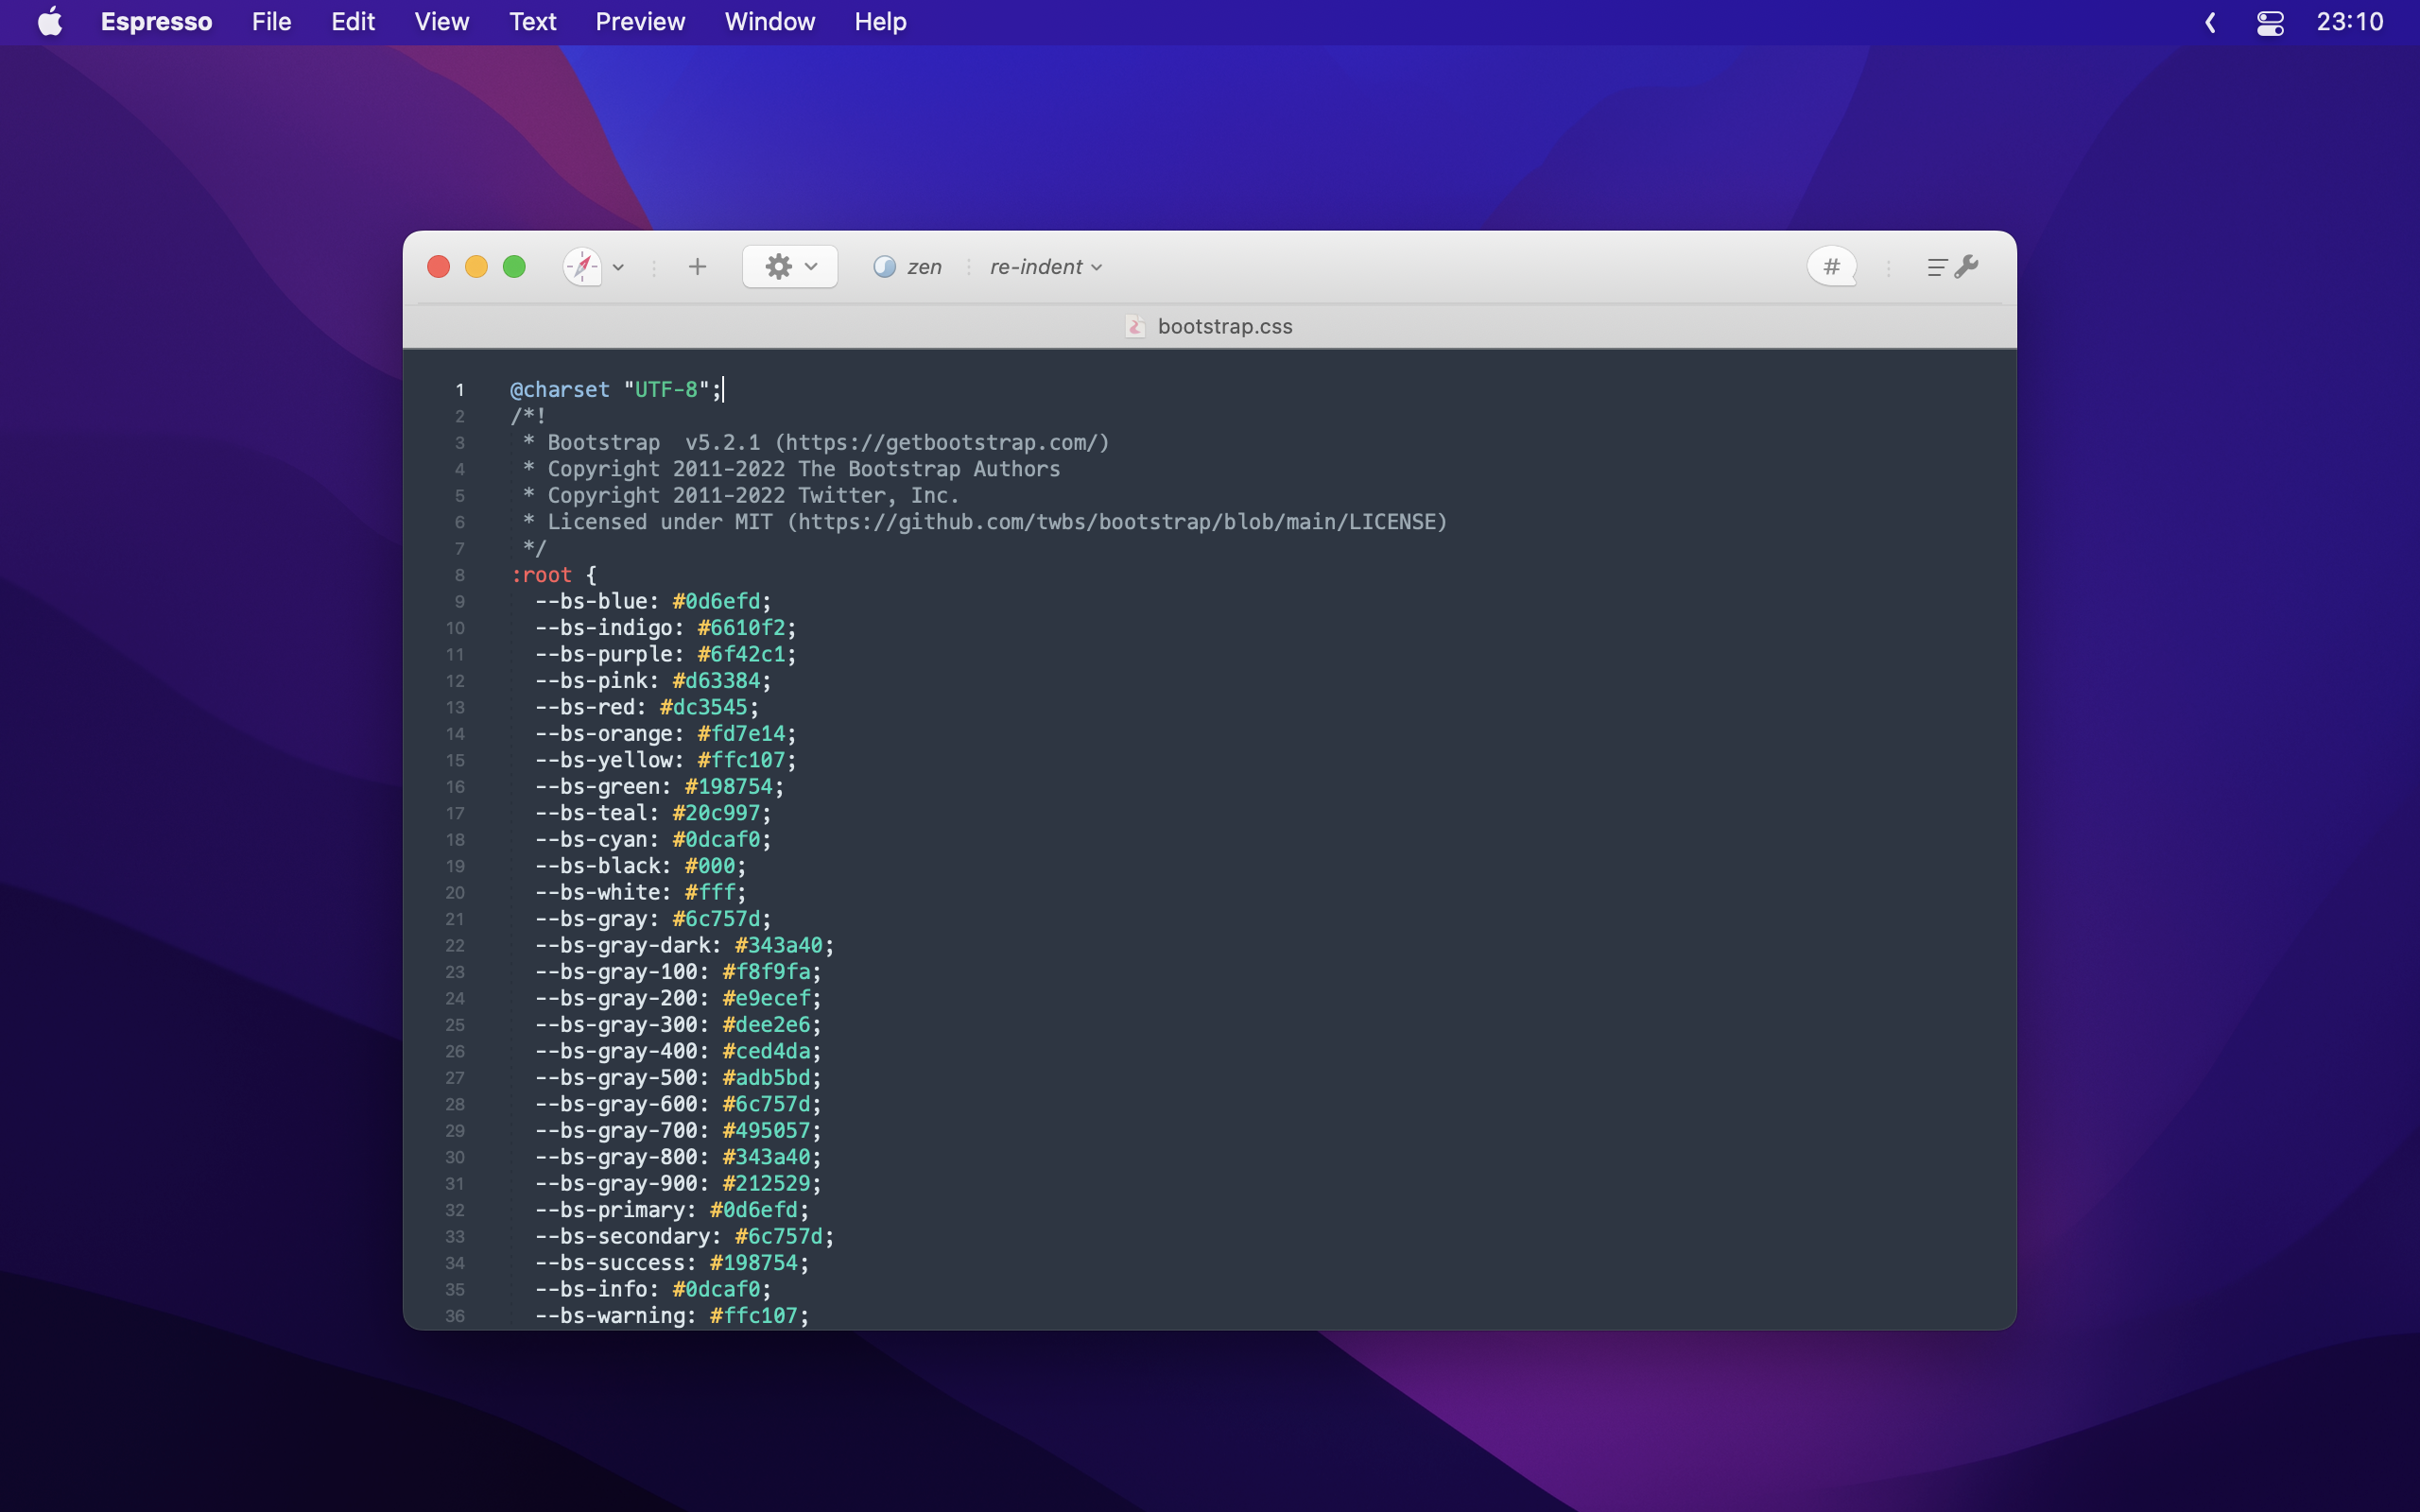 Espresso File Edit View Text Preview Window Help 23:10
zen re-indent #
bootstrap.css
1 @charset "UTF-8";
2 /*!
3 * Bootstrap  v5.2.1 (https://getbootstrap.com/)
4 * Copyright 2011-2022 The Bootstrap Authors
5 * Copyright 2011-2022 Twitter, Inc.
6 * Licensed under MIT (https://github.com/twbs/bootstrap/blob/main/LICENSE)
7 */
8 :root {
9 --bs-blue: #0d6efd;
10 --bs-indigo: #6610f2;
11 --bs-purple: #6f42c1;
12 --bs-pink: #d63384;
13 --bs-red: #dc3545;
14 --bs-orange: #fd7e14;
15 --bs-yellow: #ffc107;
16 --bs-green: #198754;
17 --bs-teal: #20c997;
18 --bs-cyan: #0dcaf0;
19 --bs-black: #000;
20 --bs-white: #fff;
21 --bs-gray: #6c757d;
22 --bs-gray-dark: #343a40;
23 --bs-gray-100: #f8f9fa;
24 --bs-gray-200: #e9ecef;
25 --bs-gray-300: #dee2e6;
26 --bs-gray-400: #ced4da;
27 --bs-gray-500: #adb5bd;
28 --bs-gray-600: #6c757d;
29 --bs-gray-700: #495057;
30 --bs-gray-800: #343a40;
31 --bs-gray-900: #212529;
32 --bs-primary: #0d6efd;
33 --bs-secondary: #6c757d;
34 --bs-success: #198754;
35 --bs-info: #0dcaf0;
36 --bs-warning: #ffc107;